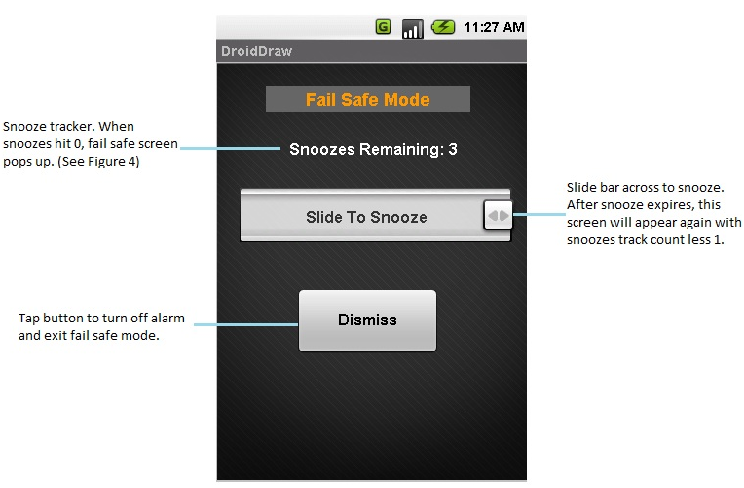 G
11:27 AM
DroidDraw
Fail Safe Mode
Snooze tracker. When
snoozes hit 0, fail safe screen
pops up. (See Figure 4)
Snoozes Remaining: 3
Slide To Snooze
Slide bar across to snooze.
After snooze expires, this
screen will appear again with
snoozes track count less 1.
Tap button to turn off alarm
and exit fail safe mode.
Dismiss